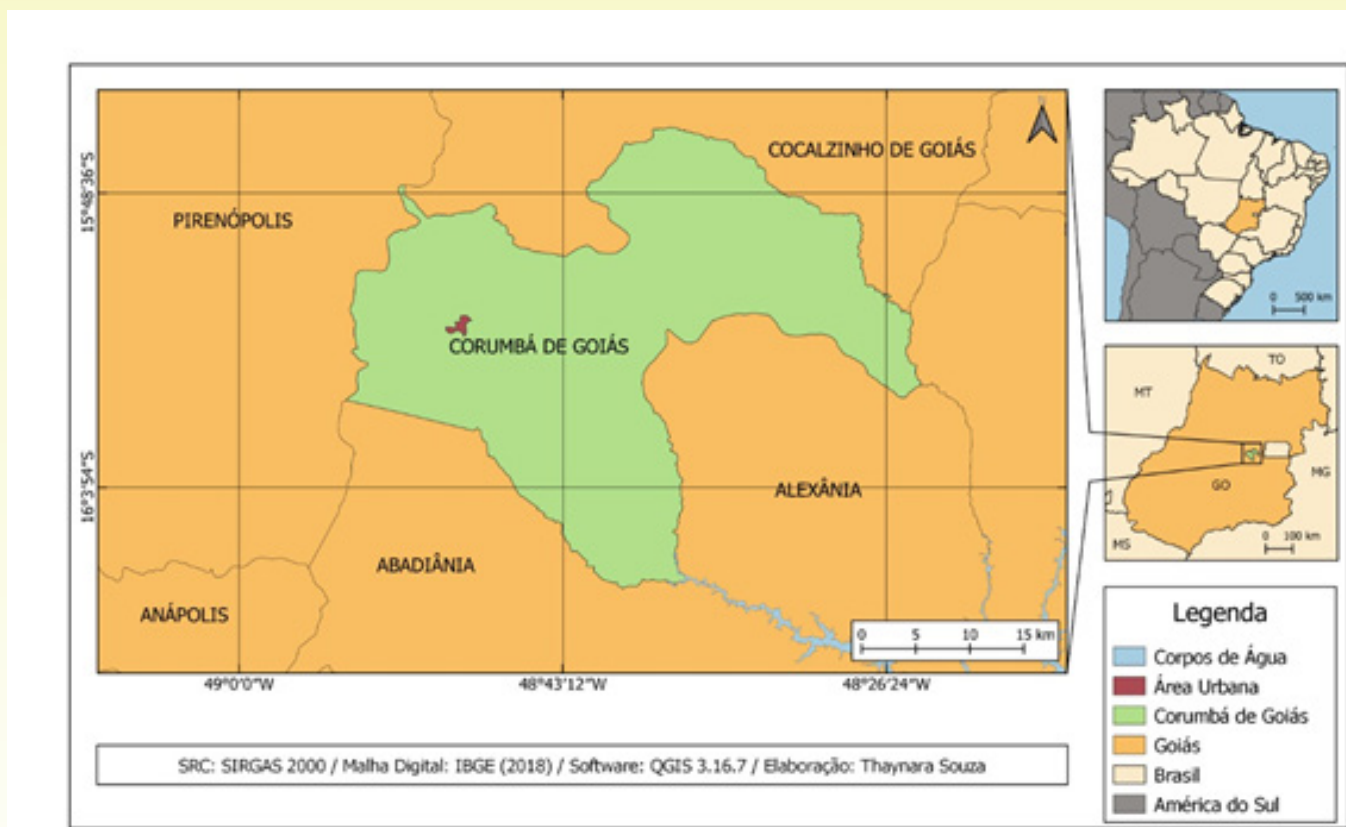 COCALZINHO DE GOIÁS
PIRENÓPOLIS
CORUMBÁ DE GOIÁS
ALEXÂNIA
ABADIÂNIA
ANÁPOLIS
15°48'36"S
16°3'54"S
49°0'0"W
48°43'12"W
48°26'24"W
0 5 10 15 km
SRC: SIRGAS 2000 / Malha Digital: IBGE (2018) / Software: QGIS 3.16.7 / Elaboração: Thaynara Souza
0 500 km
TO
MT
GO
MG
MS
0 100 km
Legenda
Corpos de Água
Área Urbana
Corumbá de Goiás
Goiás
Brasil
América do Sul